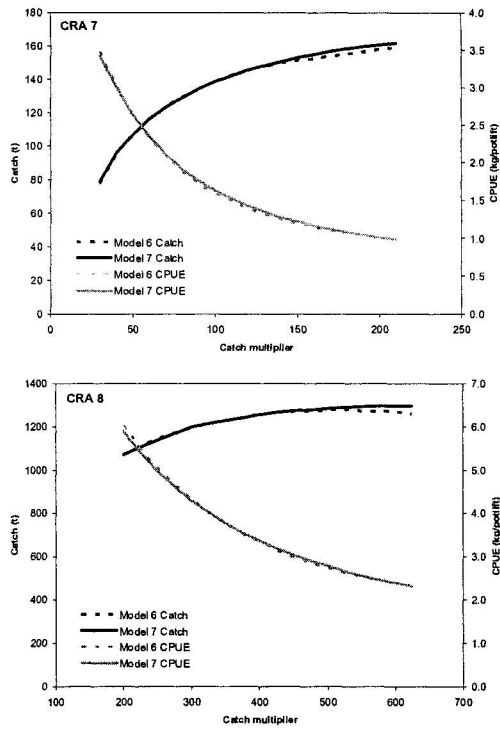 CRA 7
160
140
120
100
80
60
40
20
0
Catch (t)
4.0
3.5
3.0
2.5
2.0
1.5
1.0
0.5
0.0
CPUE (kg/potlift)
Model 6 Catch
Model 7 Catch
Model 6 CPUE
Model 7 CPUE
0 50 100 150 200 250
Catch multiplier
CRA 8
1400
1200
1000
800
600
400
200
0
Catch (t)
7.0
6.0
5.0
4.0
3.0
2.0
1.0
0.0
CPUE (kg/potlift)
Model 6 Catch
Model 7 Catch
Model 6 CPUE
Model 7 CPUE
100 200 300 400 500 600 700
Catch multiplier